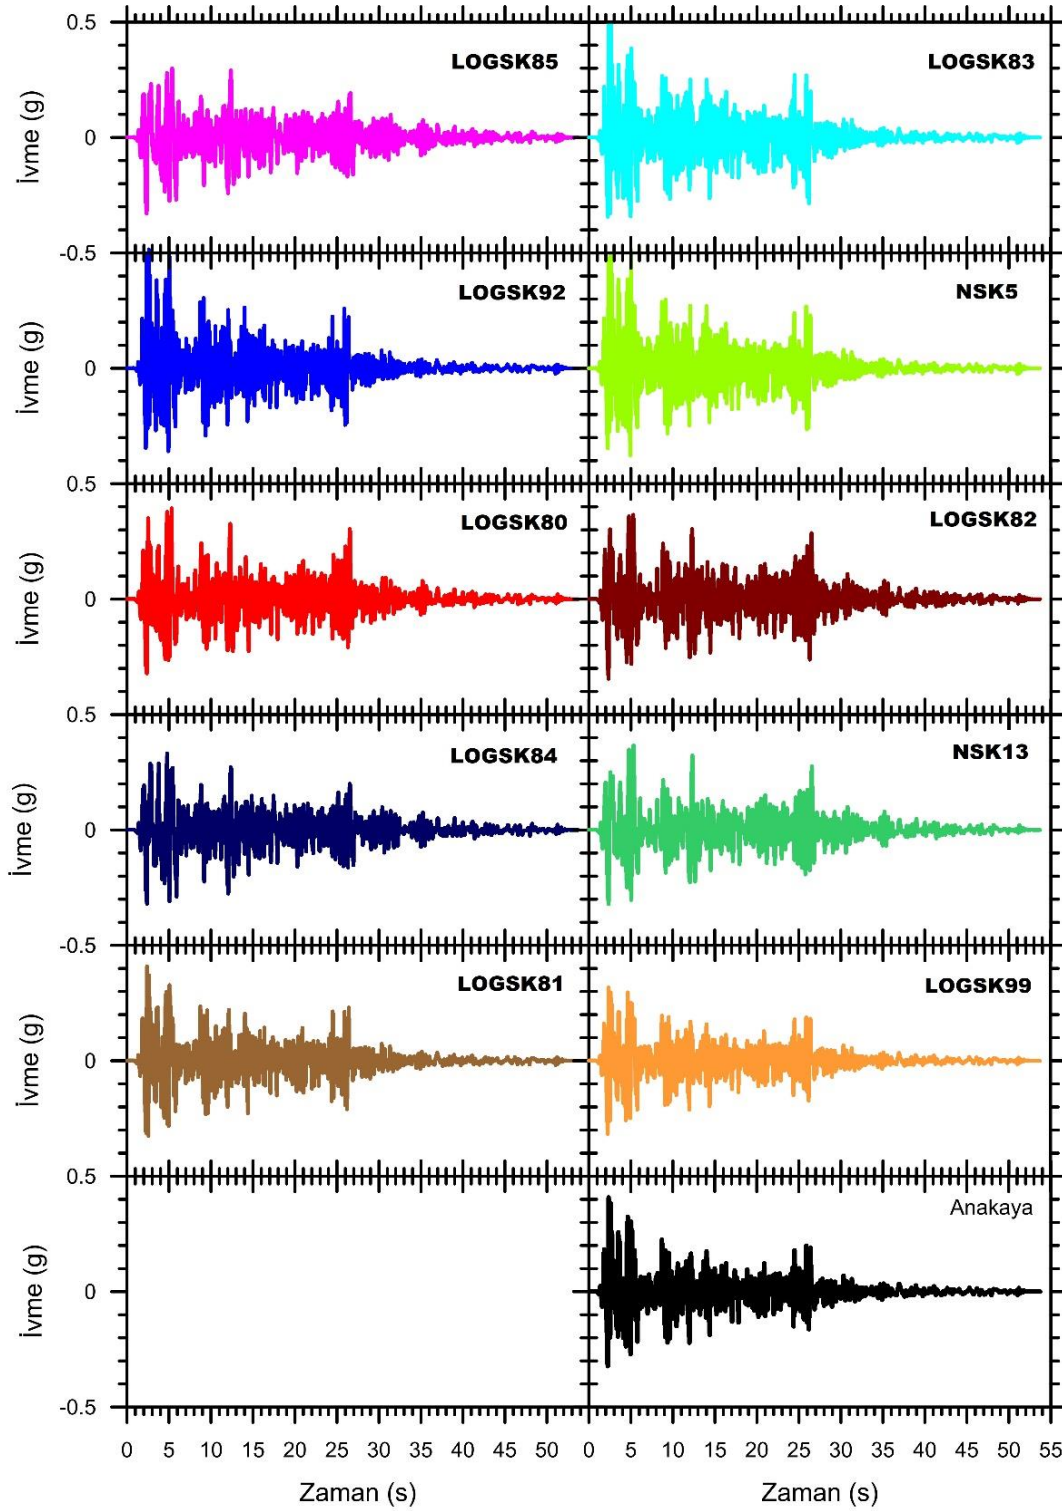 0.5
LOGSK85
LOGSK83
İvme (g)
0
-0.5
LOGSK92
NSK5
İvme (g)
0
0.5
LOGSK80
LOGSK82
İvme (g)
0
0.5
LOGSK84
NSK13
İvme (g)
0
-0.5
LOGSK81
LOGSK99
İvme (g)
0
0.5
Anakaya
İvme (g)
0
-0.5
0 5 10 15 20 25 30 35 40 45 50 0 5 10 15 20 25 30 35 40 45 50 55
Zaman (s) Zaman (s)